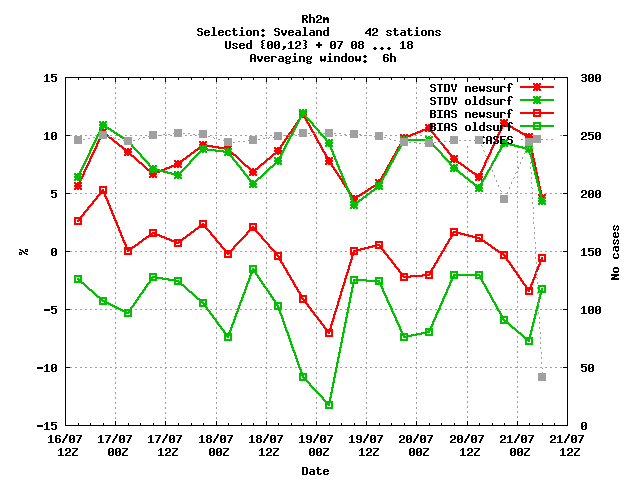 Rh2m
Selection: Svealand     42 stations
Used {00,12} + 07 08 ... 18
Averaging window:  6h
STDV newsurf
STDV oldsurf
BIAS newsurf
BIAS oldsurf
CASES
15
10
5
0
-5
-10
-15
%
300
250
200
150
100
50
0
No cases
16/07 17/07 17/07 18/07 18/07 19/07 19/07 20/07 20/07 21/07 21/07
12Z 00Z 12Z 00Z 12Z 00Z 12Z 00Z 12Z 00Z 12Z
Date